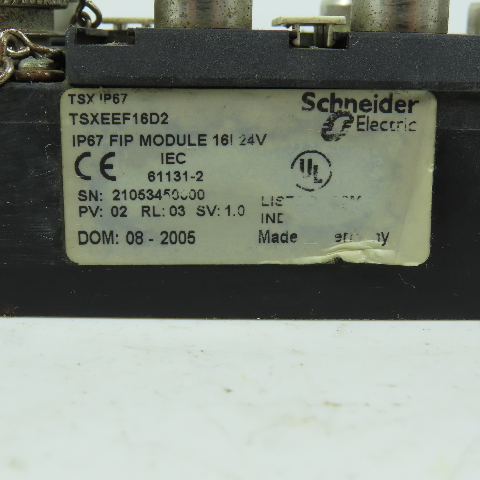 TSX IP67
Schneider
Electric
TSXEEF16D2
IP67 FIP MODULE 16I 24V
CE
IEC
61131-2
UL
SN:
PV: 02 RL: 03 SV: 1.0
DOM: 08 - 2005
Made